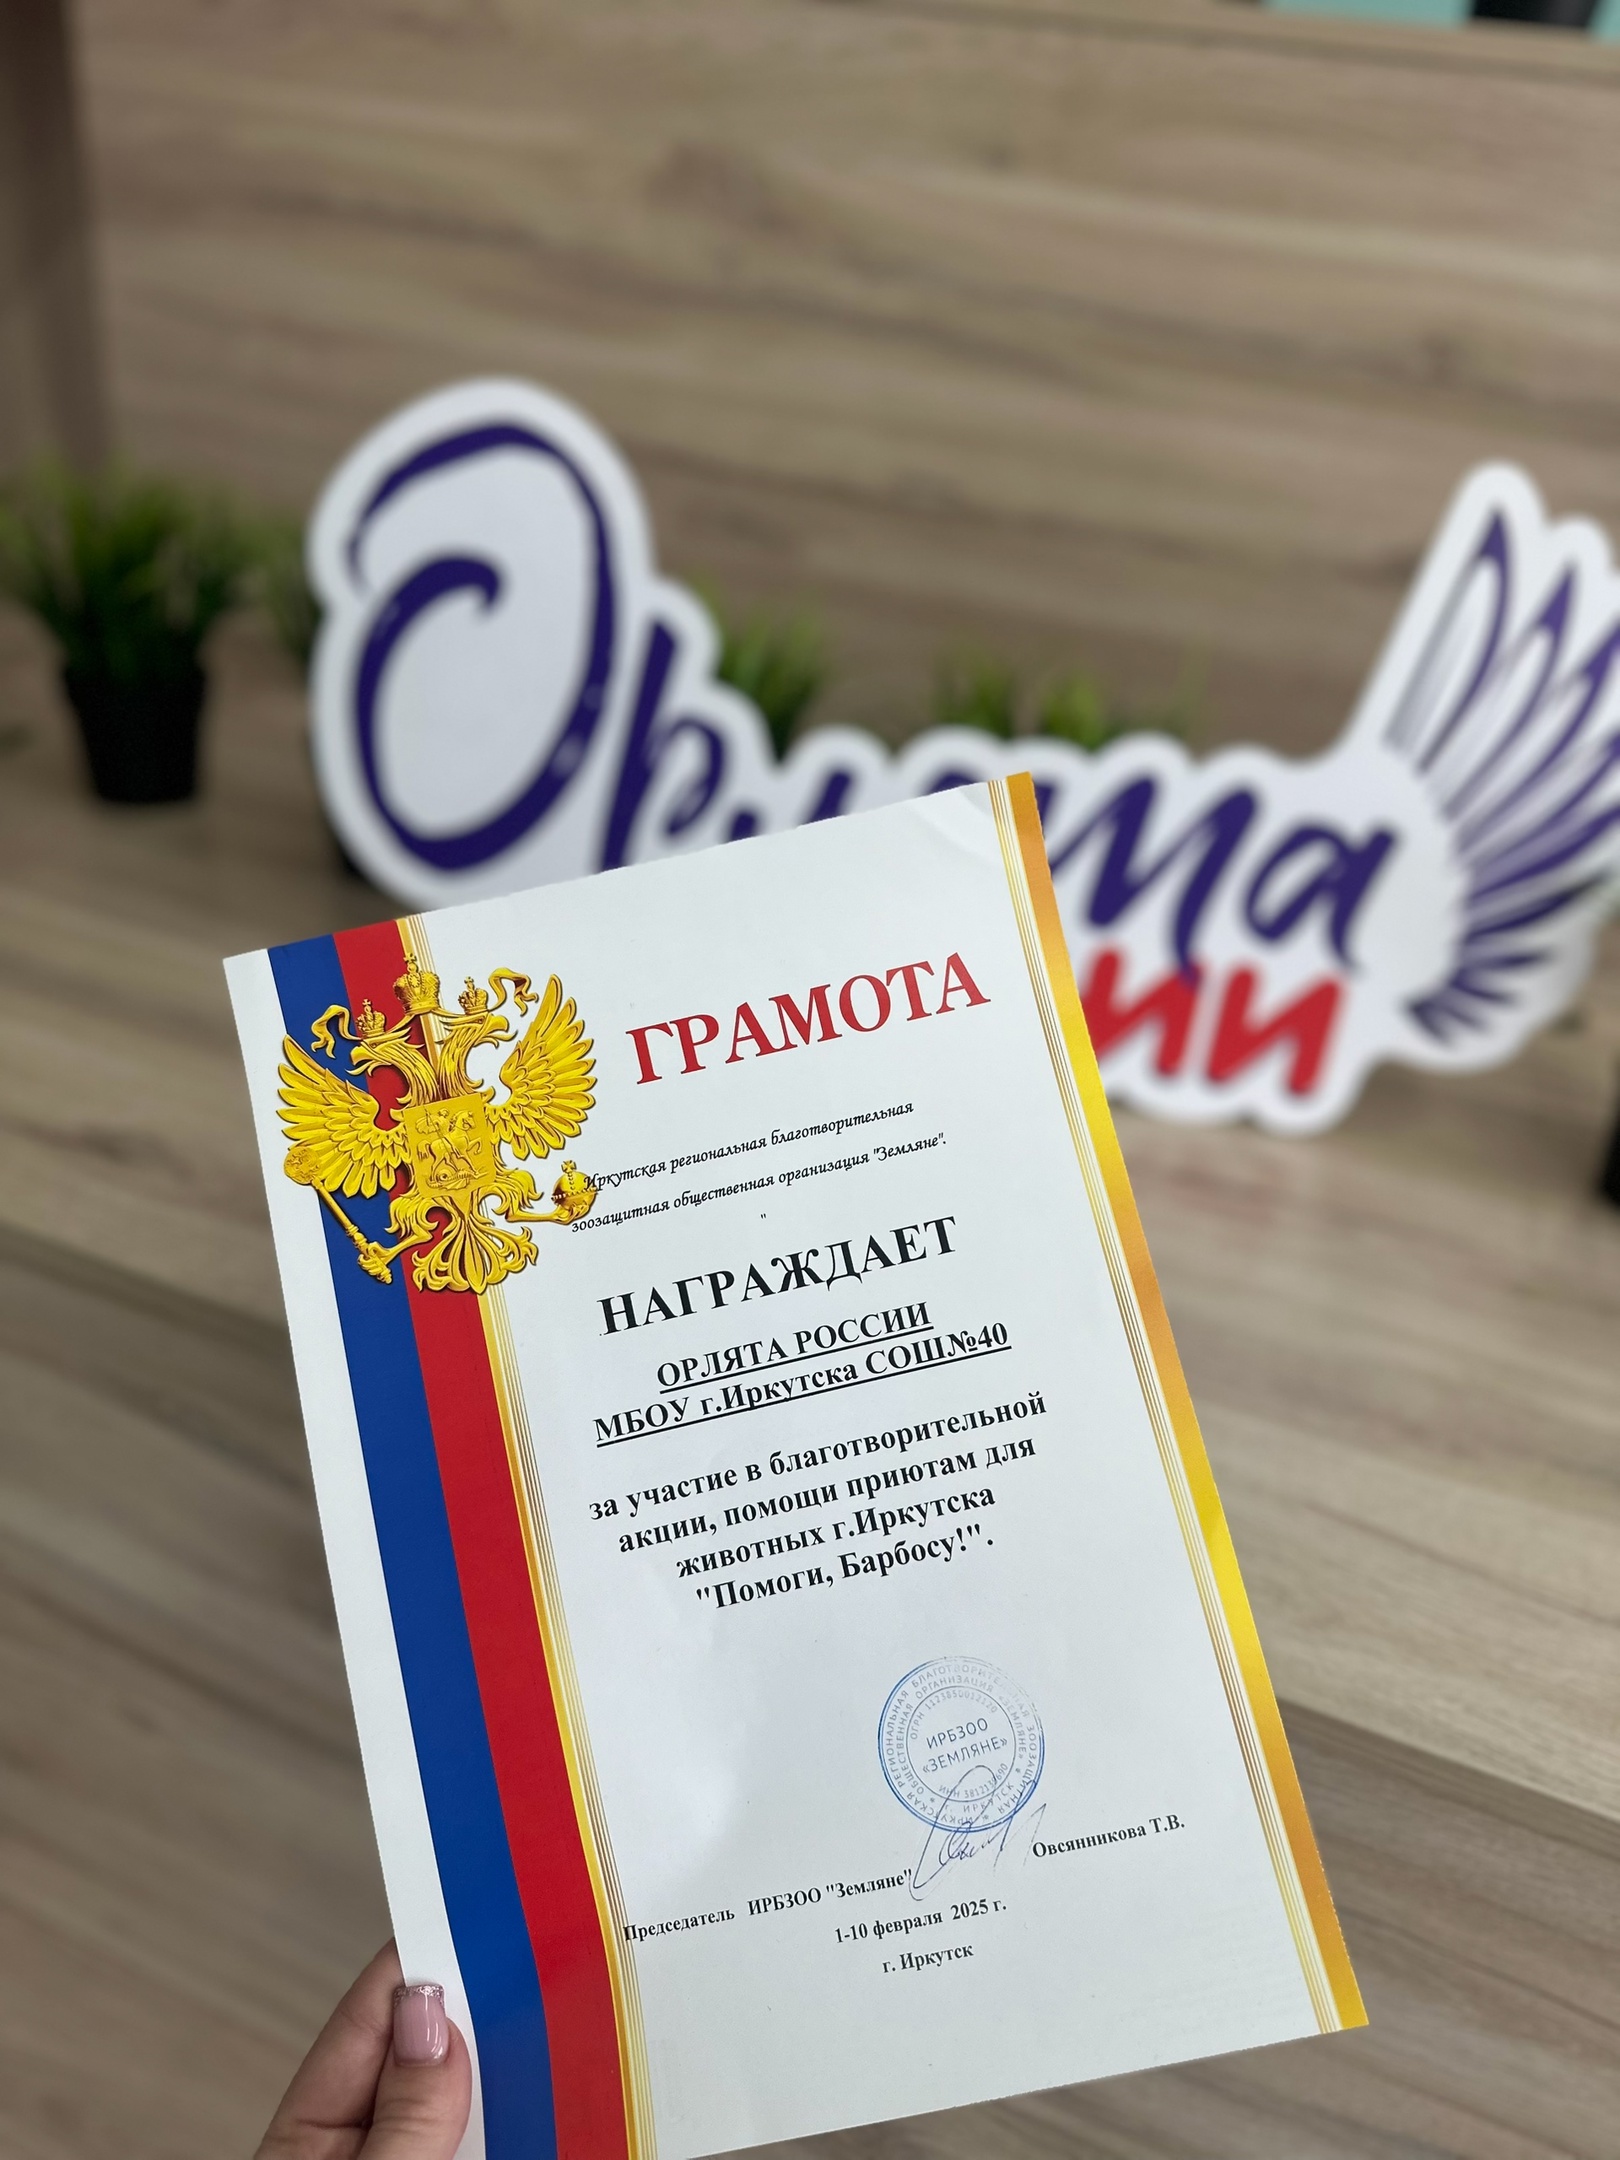 Орлята
ГРАМОТА
Иркутская региональная благотворительная
зоозащитная общественная организация "Земляне".
"
НАГРАЖДАЕТ
ОРЛЯТА РОССИИ
МБОУ г.Иркутска СОШ№40
за участие в благотворительной
акции, помощи приютам для
животных г.Иркутска
"Помоги, Барбосу!".
ИРБЗОО
«ЗЕМЛЯНЕ»
Председатель ИРБЗОО "Земляне" Овсянникова Т.В.
1-10 февраля 2025 г.
г. Иркутск